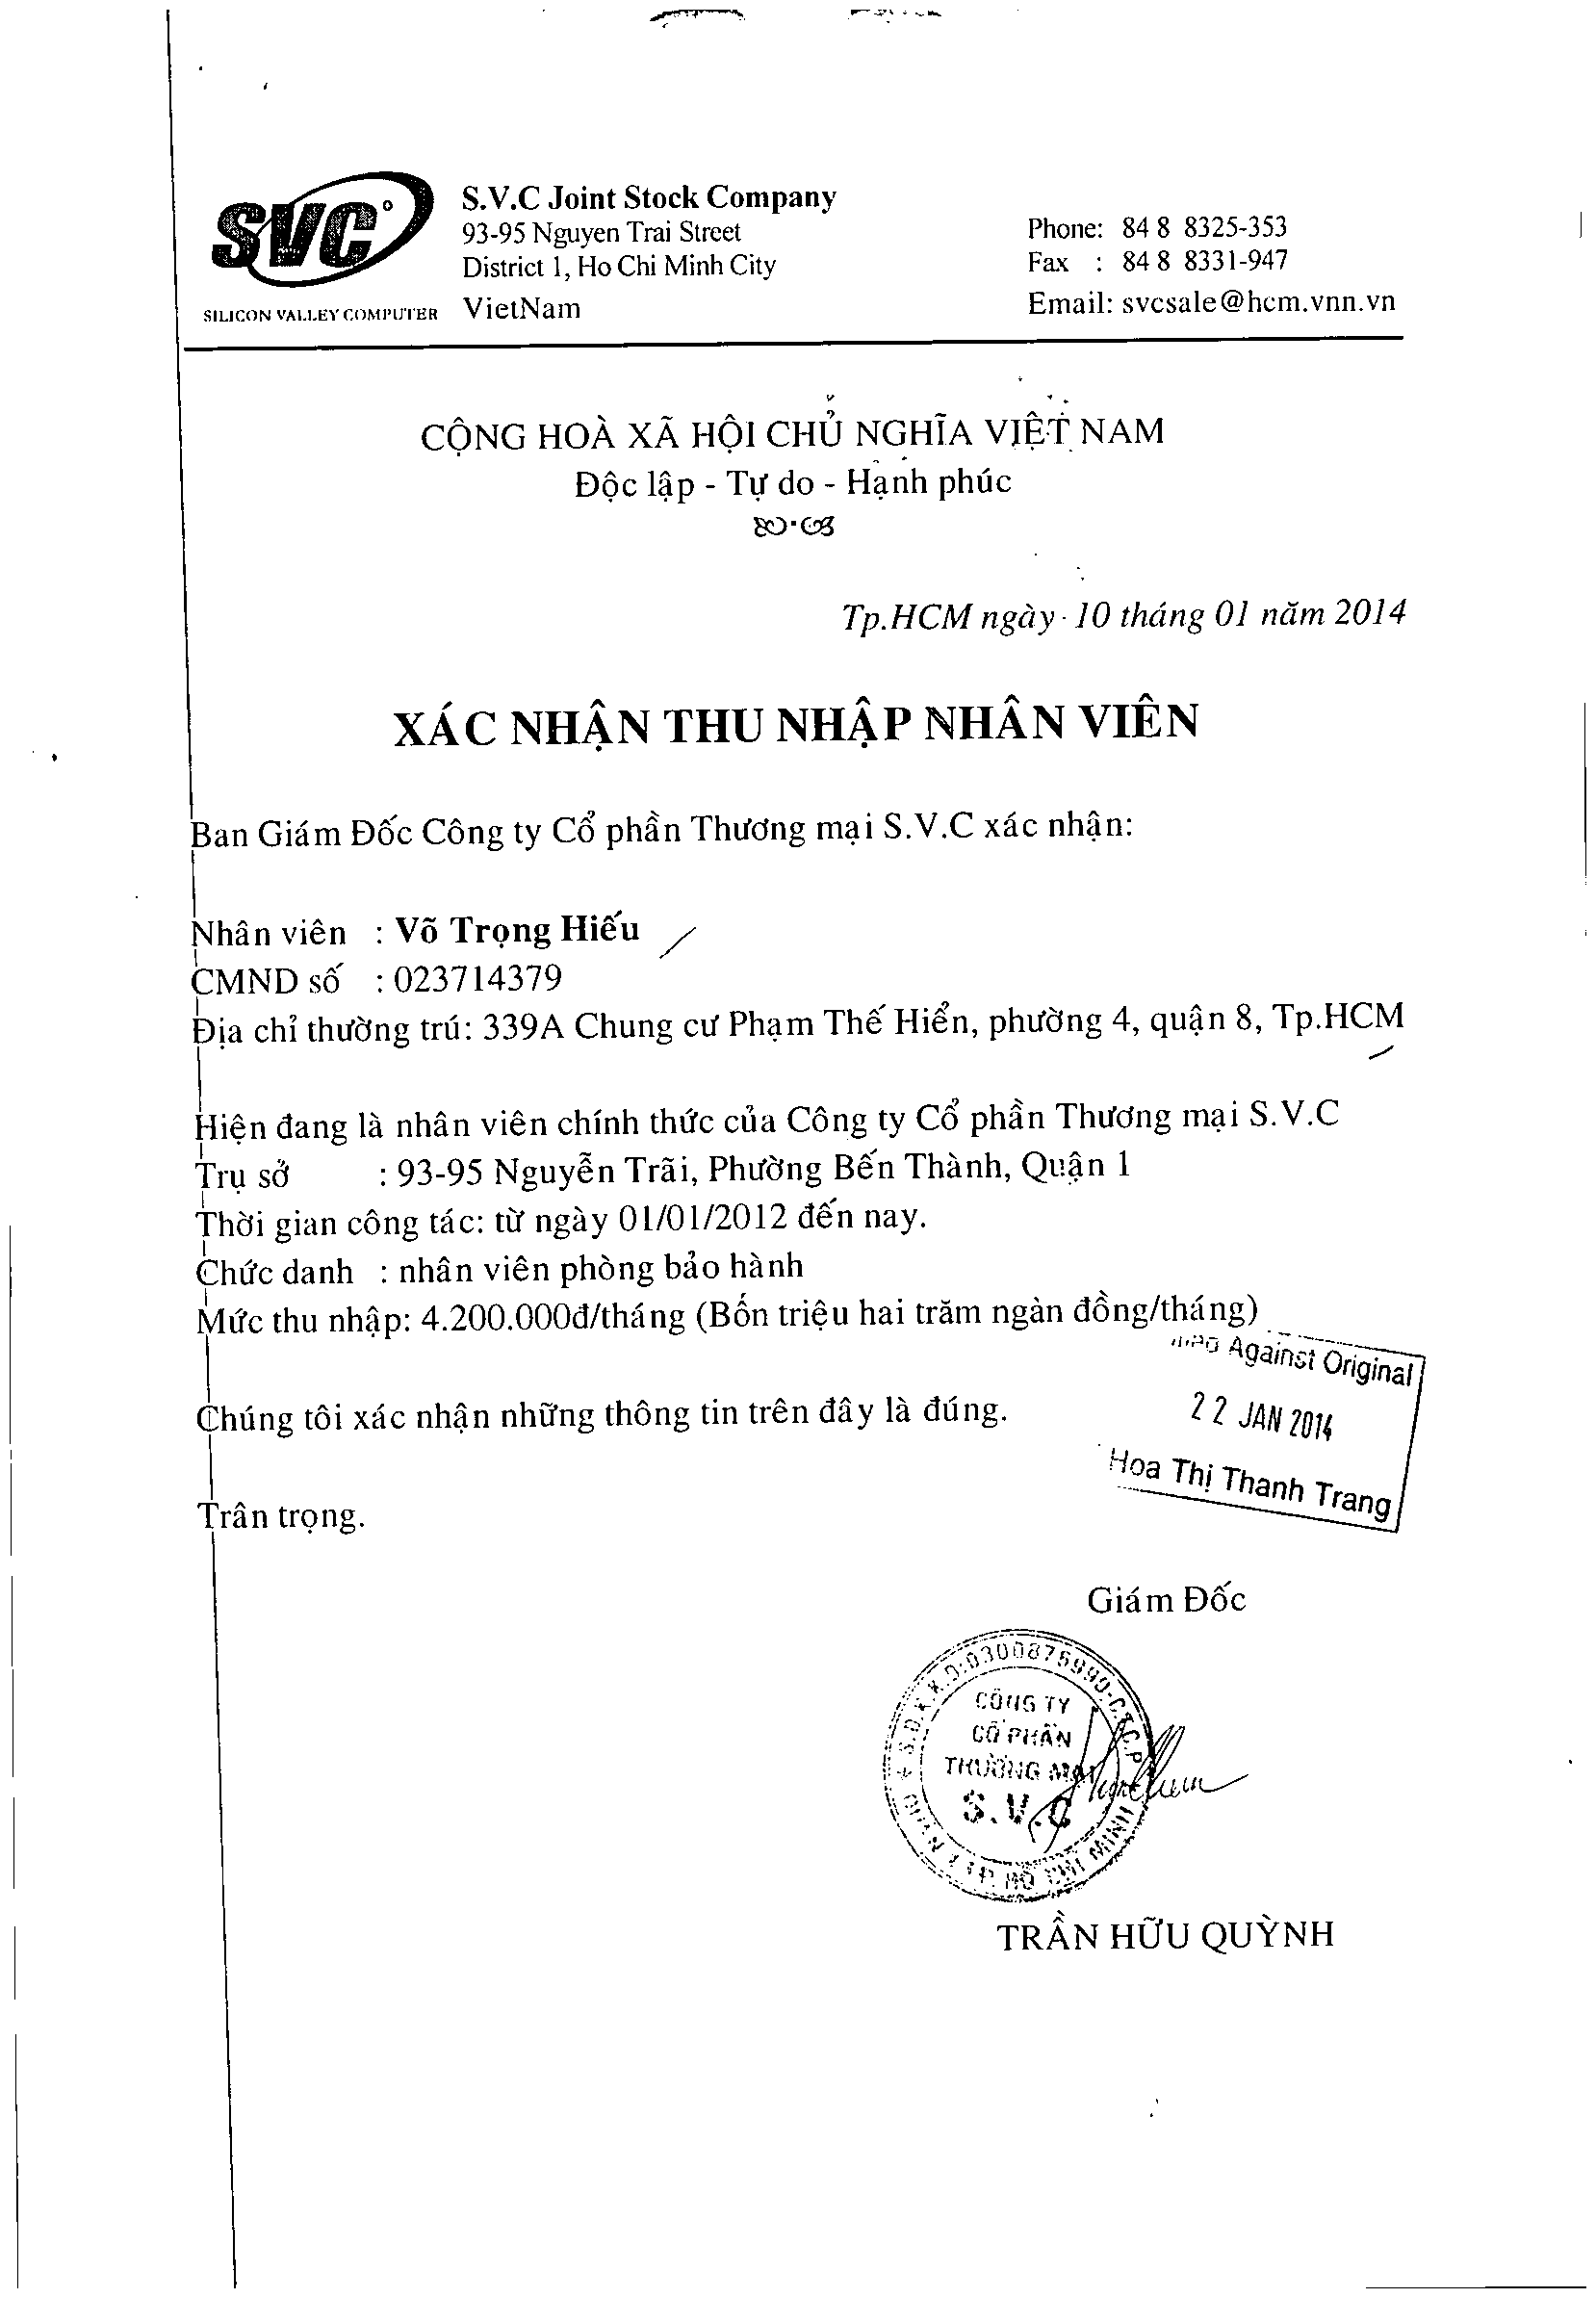 SVC
SILICON VALLEY COMPUTER
S.V.C Joint Stock Company
93-95 Nguyen Trai Street
District 1, Ho Chi Minh City
VietNam
Phone: 84 8 8325-353
Fax : 84 8 8331-947
Email: svcsale@hcm.vnn.vn
CỘNG HOÀ XÃ HỘI CHỦ NGHĨA VIỆT NAM
Độc lập - Tự do - Hạnh phúc
Tp.HCM ngày 10 tháng 01 năm 2014
XÁC NHẬN THU NHẬP NHÂN VIÊN
Ban Giám Đốc Công ty Cổ phần Thương mại S.V.C xác nhận:
Nhân viên : Võ Trọng Hiếu
CMND số : 023714379
Địa chỉ thường trú: 339A Chung cư Phạm Thế Hiển, phường 4, quận 8, Tp.HCM
Hiện đang là nhân viên chính thức của Công ty Cổ phần Thương mại S.V.C
Trụ sở : 93-95 Nguyễn Trãi, Phường Bến Thành, Quận 1
Thời gian công tác: từ ngày 01/01/2012 đến nay.
Chức danh : nhân viên phòng bảo hành
Mức thu nhập: 4.200.000đ/tháng (Bốn triệu hai trăm ngàn đồng/tháng)
Against Original
22 JAN 2014
Hoa Thị Thanh Trang
Chúng tôi xác nhận những thông tin trên đây là đúng.
Trân trọng.
Giám Đốc
S.Đ.K.K.D:0300875990-C.T.C.P
CÔNG TY
CỔ PHẦN
THƯƠNG MẠI
S.V.C
QUẬN 1 T.P. HỒ CHÍ MINH
TRẦN HỮU QUỲNH